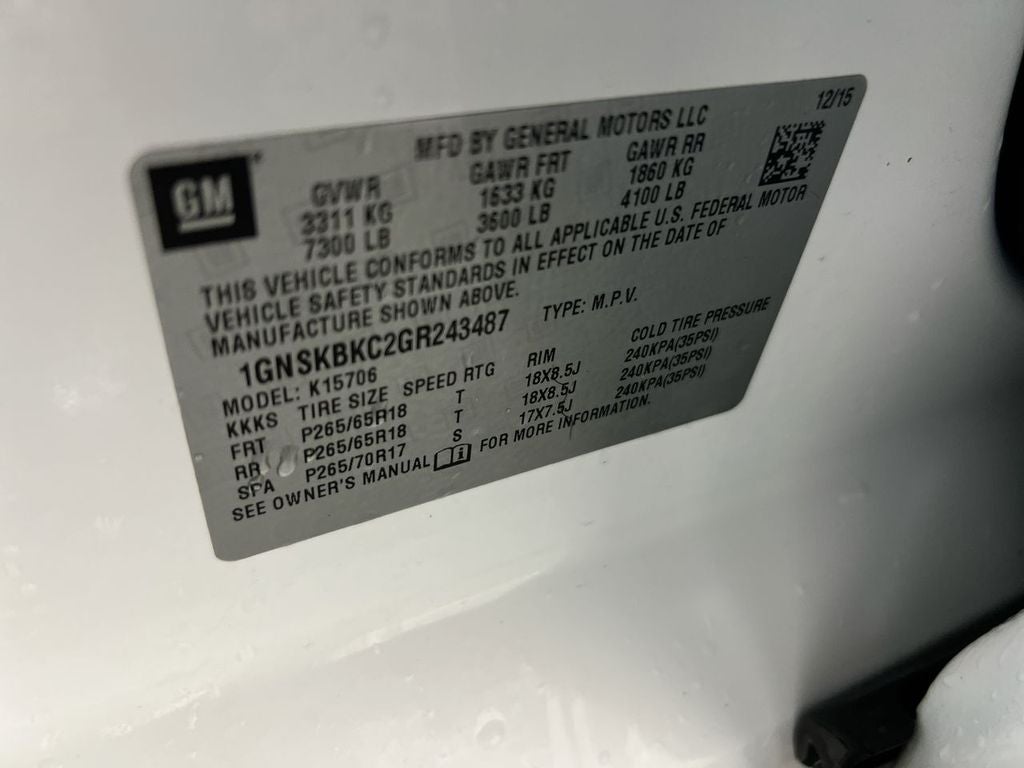 12/15
MFD BY GENERAL MOTORS LLC
GM
GVWR GAWR FRT GAWR RR
3311 KG 1633 KG 1860 KG
7300 LB 3600 LB 4100 LB
THIS VEHICLE CONFORMS TO ALL APPLICABLE U.S. FEDERAL MOTOR
VEHICLE SAFETY STANDARDS IN EFFECT ON THE DATE OF
MANUFACTURE SHOWN ABOVE.
1GNSKBKC2GR243487 TYPE: M.P.V.
MODEL: K15706
KKKS TIRE SIZE SPEED RTG RIM COLD TIRE PRESSURE
FRT P265/65R18 T 18X8.5J 240KPA(35PSI)
RR P265/65R18 T 18X8.5J 240KPA(35PSI)
SPA P265/70R17 S 17X7.5J 240KPA(35PSI)
SEE OWNER'S MANUAL FOR MORE INFORMATION.